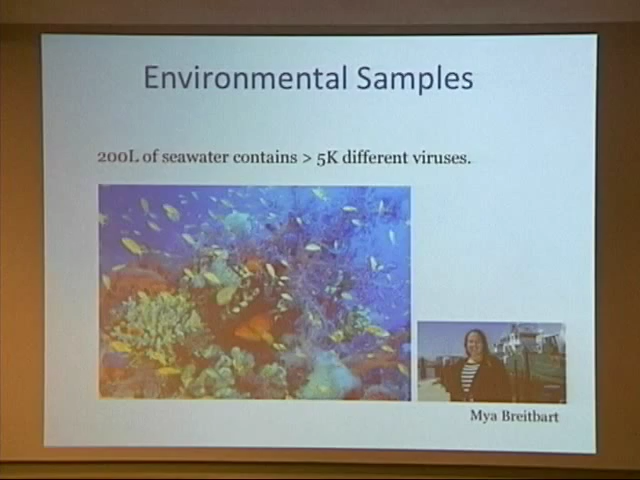 Environmental Samples
200L of seawater contains > 5K different viruses.
Mya Breitbart